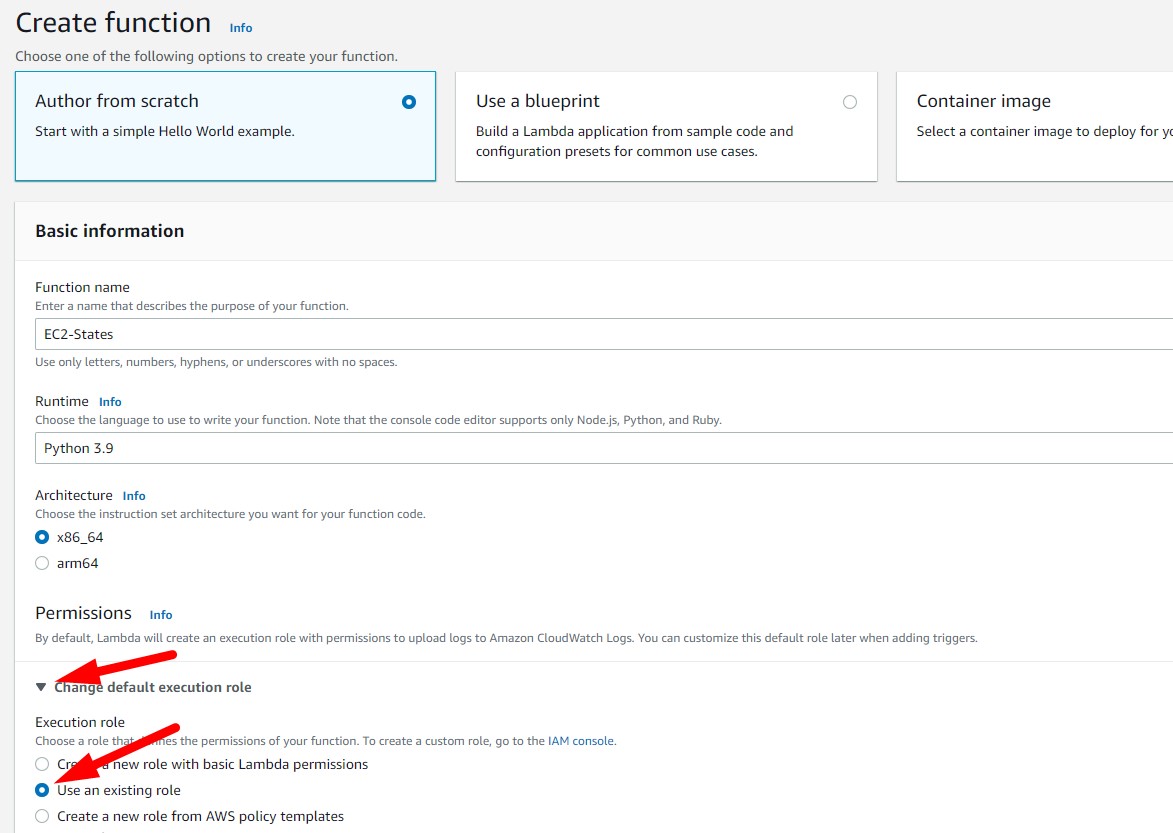 Create function Info
Choose one of the following options to create your function.
Author from scratch
Start with a simple Hello World example.
Use a blueprint
Build a Lambda application from sample code and
configuration presets for common use cases.
Container image
Select a container image to deploy for
Basic information
Function name
Enter a name that describes the purpose of your function.
EC2-States
Use only letters, numbers, hyphens, or underscores with no spaces.
Runtime Info
Choose the language to use to write your function. Note that the console code editor supports only Node.js, Python, and Ruby.
Python 3.9
Architecture Info
Choose the instruction set architecture you want for your function code.
x86_64
arm64
Permissions Info
By default, Lambda will create an execution role with permissions to upload logs to Amazon CloudWatch Logs. You can customize this default role later when adding triggers.
Change default execution role
Execution role
Choose a role that defines the permissions of your function. To create a custom role, go to the IAM console.
Create a new role with basic Lambda permissions
Use an existing role
Create a new role from AWS policy templates